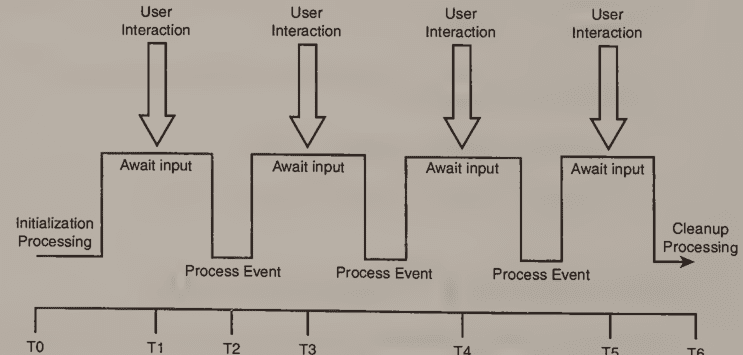 User
Interaction
User
Interaction
User
Interaction
User
Interaction
Await input
Await input
Await input
Await input
Initialization
Processing
Cleanup
Processing
Process Event
Process Event
Process Event
T0
T1
T2
T3
T4
T5
T6